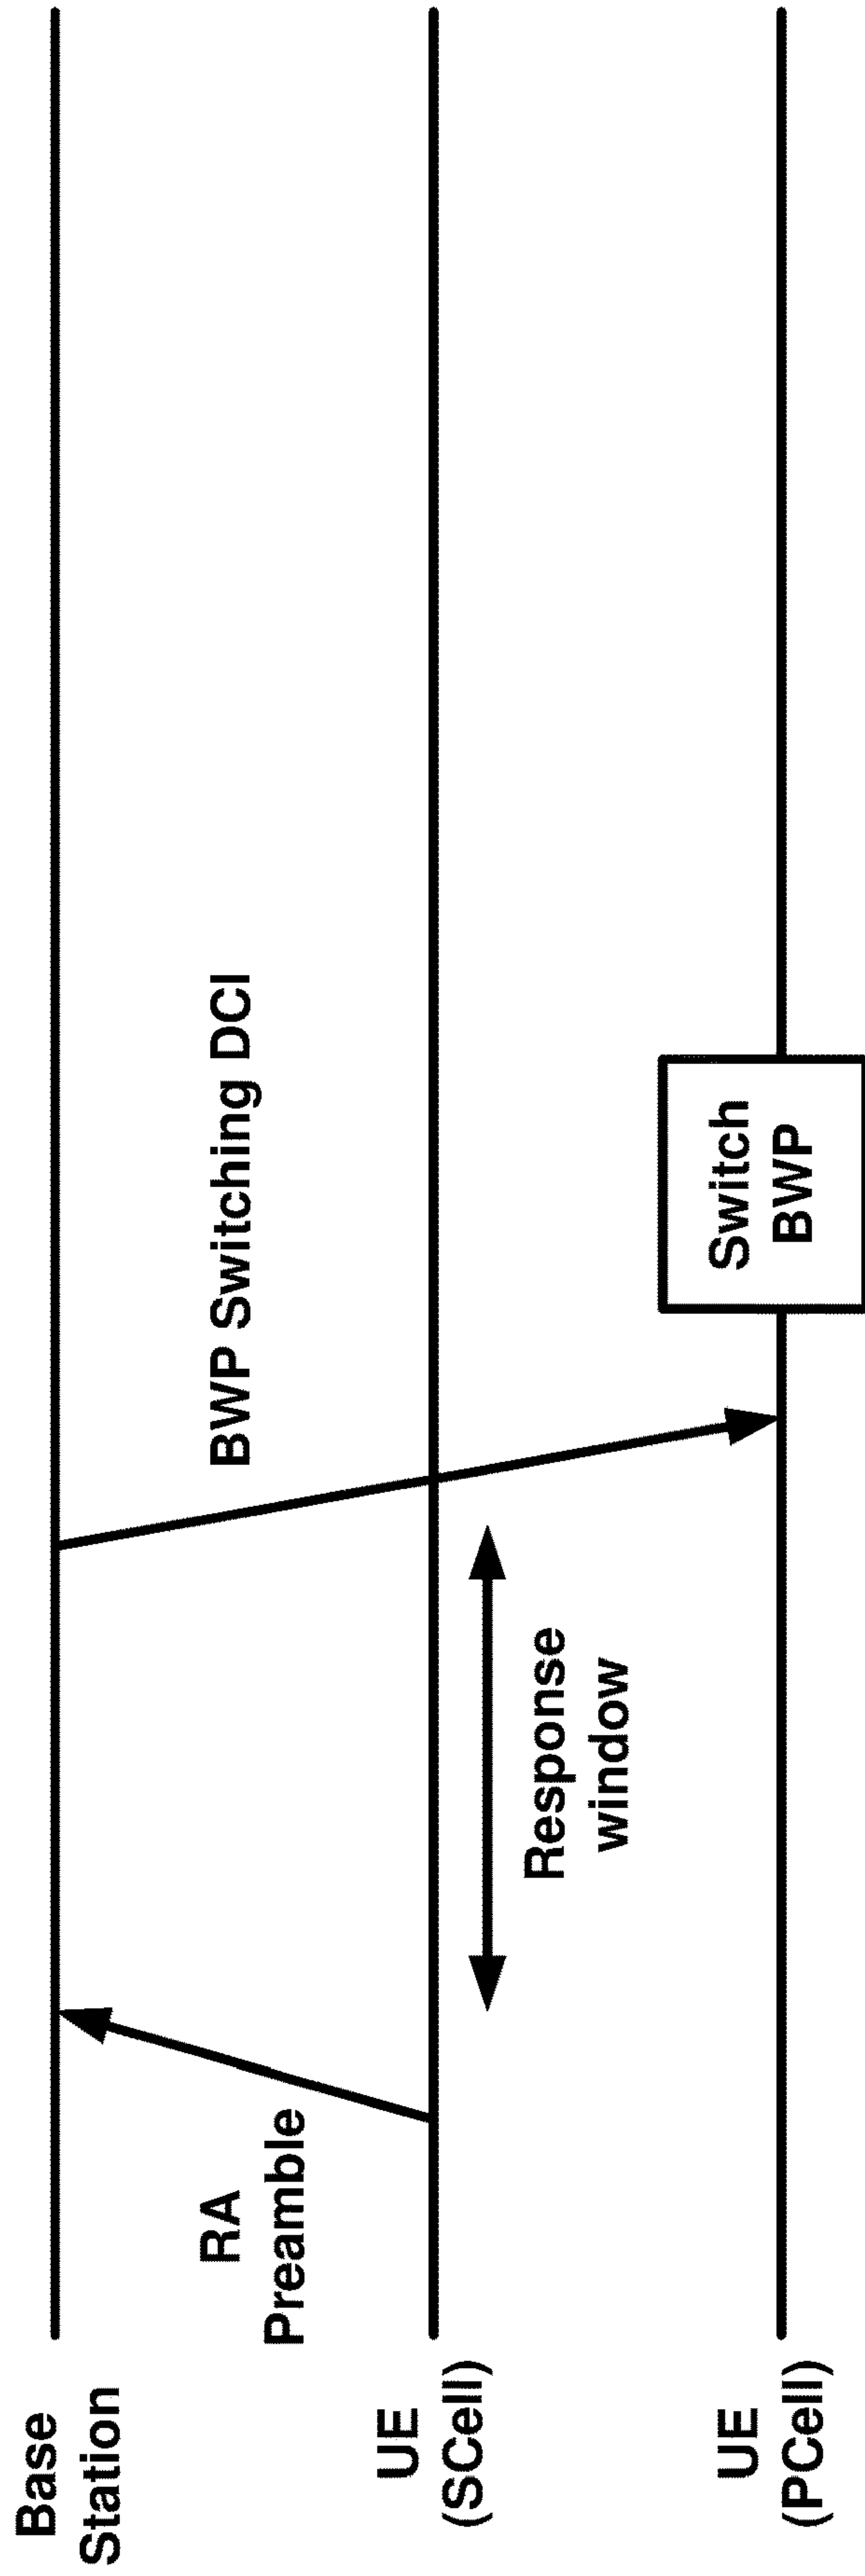 Base
Station
RA
Preamble
BWP Switching DCI
UE
(SCell)
Response
window
UE
(PCell)
Switch
BWP